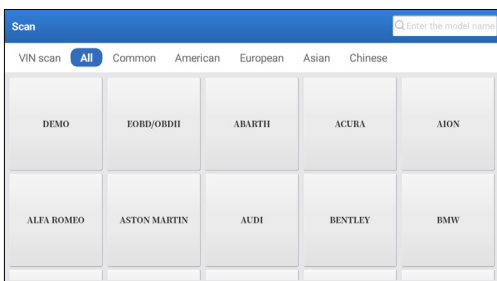 Scan
Enter the model name
VIN scan All Common American European Asian Chinese
DEMO EOBD/OBDII ABARTH ACURA AION
ALFA ROMEO ASTON MARTIN AUDI BENTLEY BMW